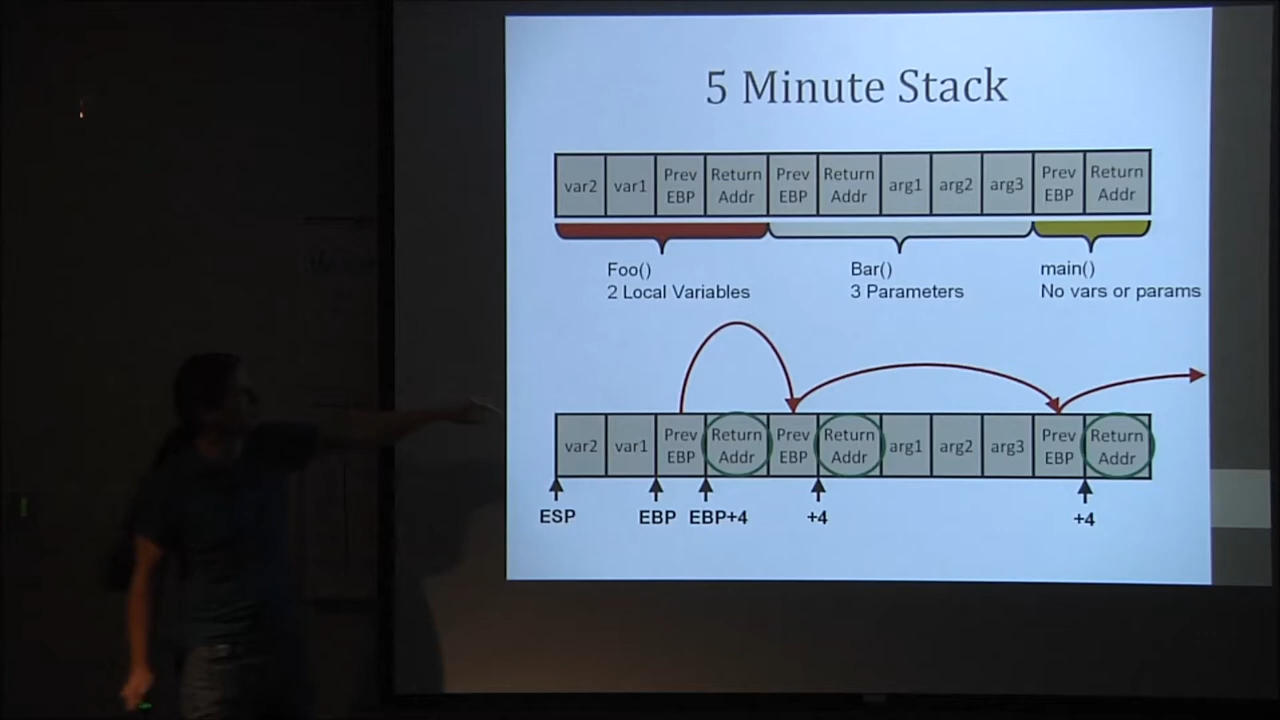 5 Minute Stack
var2 var1 Prev EBP Return Addr Prev EBP Return Addr arg1 arg2 arg3 Prev EBP Return Addr
Foo()
2 Local Variables
Bar()
3 Parameters
main()
No vars or params
var2 var1 Prev EBP Return Addr Prev EBP Return Addr arg1 arg2 arg3 Prev EBP Return Addr
ESP EBP EBP+4 +4 +4